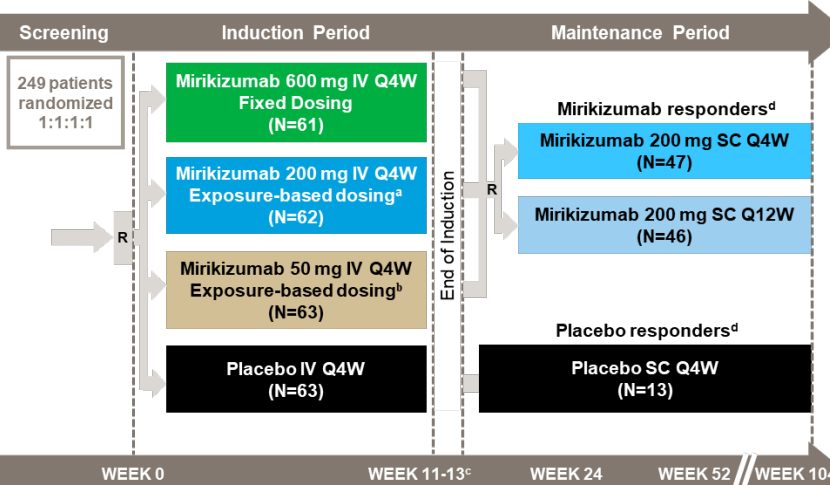 Screening
Induction Period
Maintenance Period
249 patients
randomized
1:1:1:1
R
Mirikizumab 600 mg IV Q4W
Fixed Dosing
(N=61)
Mirikizumab 200 mg IV Q4W
Exposure-based dosingᵃ
(N=62)
Mirikizumab 50 mg IV Q4W
Exposure-based dosingᵇ
(N=63)
Placebo IV Q4W
(N=63)
End of Induction
R
Mirikizumab respondersᵈ
Mirikizumab 200 mg SC Q4W
(N=47)
Mirikizumab 200 mg SC Q12W
(N=46)
Placebo respondersᵈ
Placebo SC Q4W
(N=13)
WEEK 0
WEEK 11-13ᶜ
WEEK 24
WEEK 52
WEEK 104